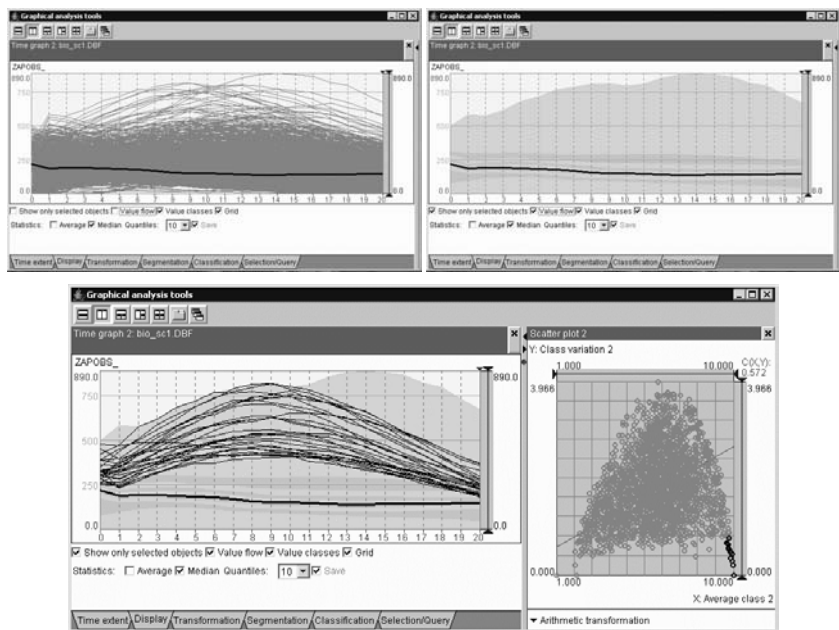 Graphical analysis tools
Time graph 2: bio_sc1.DBF
ZAPOBS_
890.0 890.0
750
500
250
0.0 0.0
0 1 2 3 4 5 6 7 8 9 10 11 12 13 14 15 16 17 18 19 20
Show only selected objects Value flow Value classes Grid
Statistics: Average Median Quantiles: 10 Save
Time extent Display Transformation Segmentation Classification Selection/Query
Graphical analysis tools
Time graph 2: bio_sc1.DBF
ZAPOBS_
890.0 890.0
750
500
250
0.0 0.0
0 1 2 3 4 5 6 7 8 9 10 11 12 13 14 15 16 17 18 19 20
Show only selected objects Value flow Value classes Grid
Statistics: Average Median Quantiles: 10 Save
Time extent Display Transformation Segmentation Classification Selection/Query
Graphical analysis tools
Time graph 2: bio_sc1.DBF
ZAPOBS_
890.0 890.0
750
500
250
0.0 0.0
0 1 2 3 4 5 6 7 8 9 10 11 12 13 14 15 16 17 18 19 20
Show only selected objects Value flow Value classes Grid
Statistics: Average Median Quantiles: 10 Save
Time extent Display Transformation Segmentation Classification Selection/Query
Scatter plot 2
Y: Class variation 2
C(X,Y):
1.000 10.000 0.572
3.966 3.966
0.000 0.000
1.000 10.000
X: Average class 2
Arithmetic transformation